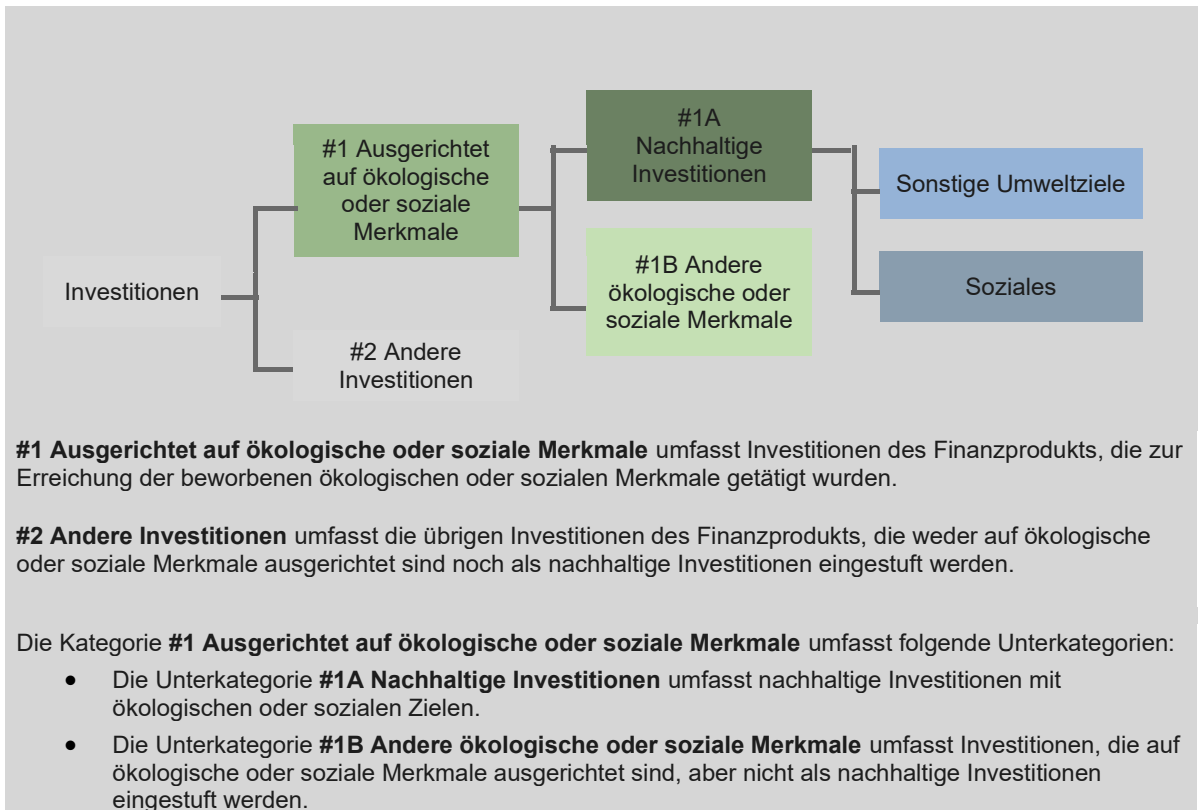 #1 Ausgerichtet
auf ökologische
oder soziale
Merkmale
#1A
Nachhaltige
Investitionen
Sonstige Umweltziele
Investitionen
#1B Andere
ökologische oder
soziale Merkmale
Soziales
#2 Andere
Investitionen
#1 Ausgerichtet auf ökologische oder soziale Merkmale umfasst Investitionen des Finanzprodukts, die zur
Erreichung der beworbenen ökologischen oder sozialen Merkmale getätigt wurden.
#2 Andere Investitionen umfasst die übrigen Investitionen des Finanzprodukts, die weder auf ökologische
oder soziale Merkmale ausgerichtet sind noch als nachhaltige Investitionen eingestuft werden.
Die Kategorie #1 Ausgerichtet auf ökologische oder soziale Merkmale umfasst folgende Unterkategorien:
• Die Unterkategorie #1A Nachhaltige Investitionen umfasst nachhaltige Investitionen mit
ökologischen oder sozialen Zielen.
• Die Unterkategorie #1B Andere ökologische oder soziale Merkmale umfasst Investitionen, die auf
ökologische oder soziale Merkmale ausgerichtet sind, aber nicht als nachhaltige Investitionen
eingestuft werden.